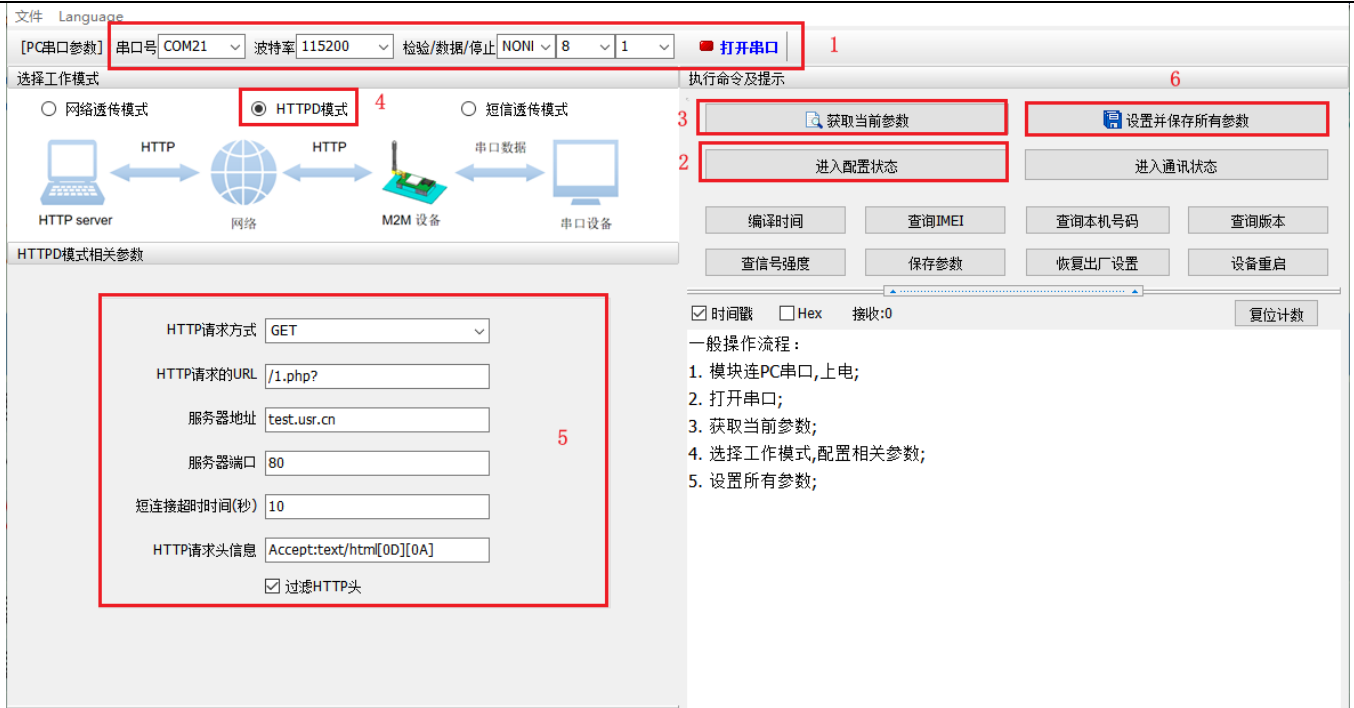 文件 Language
[PC串口参数] 串口号 COM21 波特率 115200 检验/数据/停止 NONI 8 1 打开串口 1
选择工作模式
网络透传模式 HTTPD模式 4 短信透传模式
HTTP HTTP 串口数据
HTTP server 网络 M2M 设备 串口设备
HTTPD模式相关参数
HTTP请求方式 GET
HTTP请求的URL /1.php?
服务器地址 test.usr.cn
5
服务器端口 80
短连接超时时间(秒) 10
HTTP请求头信息 Accept:text/html[0D][0A]
过滤HTTP头
执行命令及提示 6
3 获取当前参数 设置并保存所有参数
2 进入配置状态 进入通讯状态
编译时间 查询IMEI 查询本机号码 查询版本
查信号强度 保存参数 恢复出厂设置 设备重启
时间戳 Hex 接收:0 复位计数
一般操作流程:
1. 模块连PC串口,上电;
2. 打开串口;
3. 获取当前参数;
4. 选择工作模式,配置相关参数;
5. 设置所有参数;